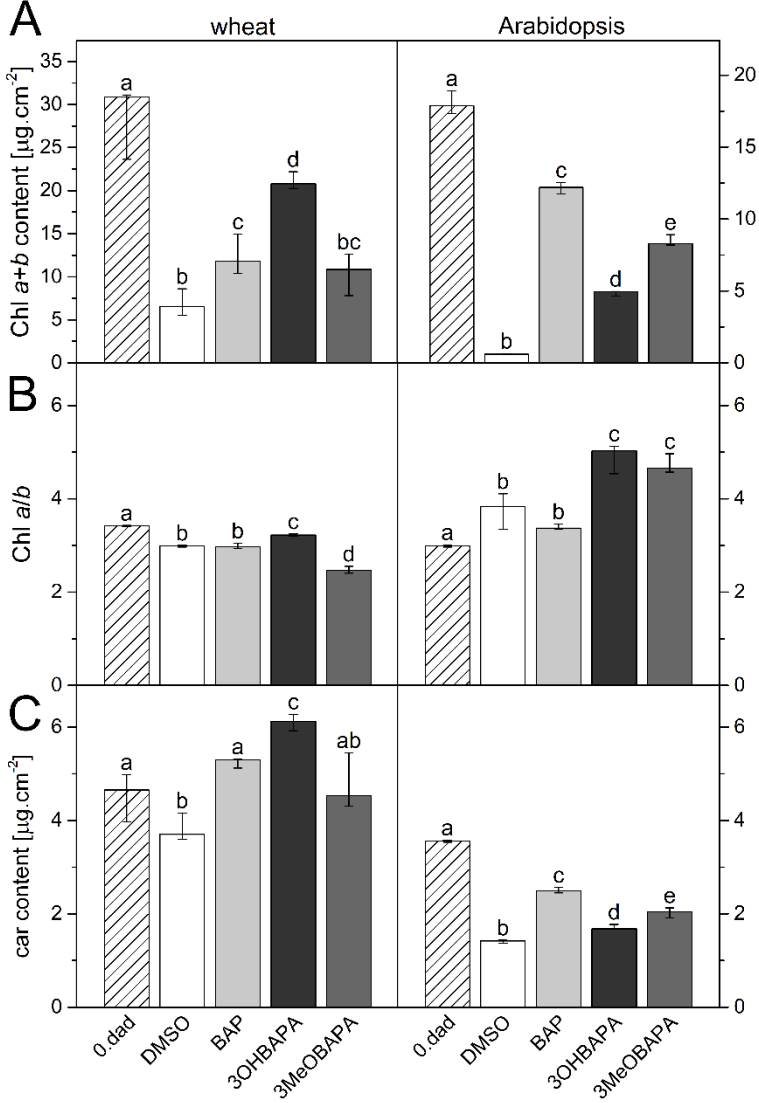 A
wheat
Arabidopsis
Chl a+b content [µg.cm-2]
35
30
25
20
15
10
5
0
a
b
c
d
bc
a
b
c
d
e
20
15
10
5
0
B
Chl a/b
6
4
2
a
b
b
c
d
a
b
b
c
c
6
4
2
0
C
car content [µg.cm-2]
6
4
2
0
a
b
a
c
ab
a
b
c
d
e
6
4
2
0
0.dad
DMSO
BAP
3OHBAPA
3MeOBAPA
0.dad
DMSO
BAP
3OHBAPA
3MeOBAPA